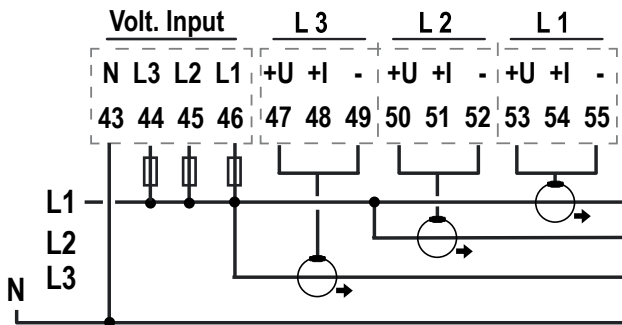 Volt. Input L 3 L 2 L 1
N L3 L2 L1 +U +I - +U +I - +U +I -
43 44 45 46 47 48 49 50 51 52 53 54 55
L1
L2
L3
N